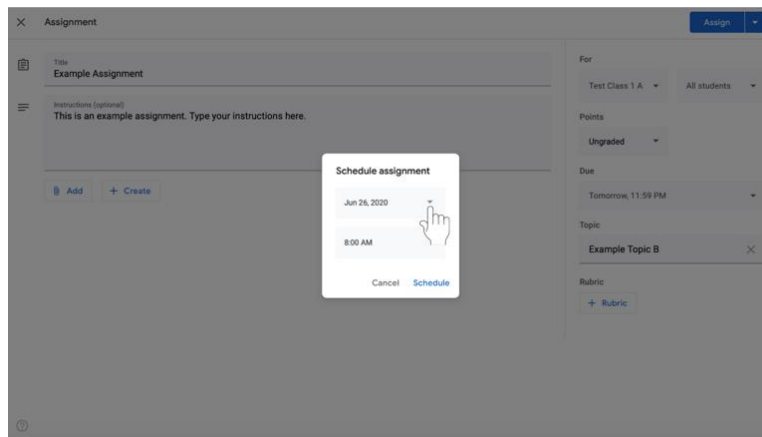 Assignment
Assign
Title
Example Assignment
Instructions (optional)
This is an example assignment. Type your instructions here.
Add
+ Create
Schedule assignment
Jun 26, 2020
8:00 AM
Cancel Schedule
For
Test Class 1 A All students
Points
Ungraded
Due
Tomorrow, 11:59 PM
Topic
Example Topic B
Rubric
+ Rubric